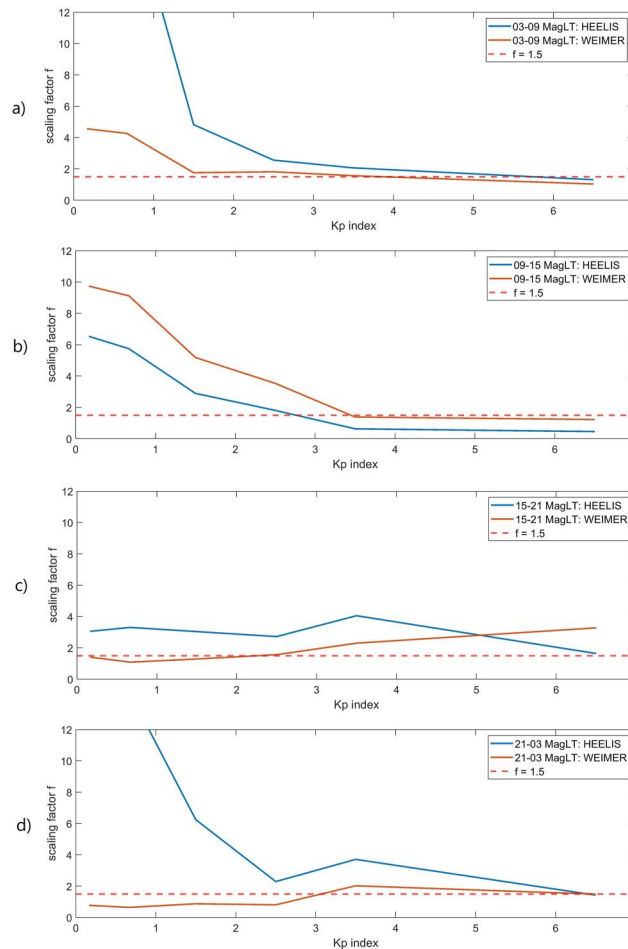 a)
scaling factor f
12
10
8
6
4
2
0
03-09 MagLT: HEELIS
03-09 MagLT: WEIMER
f = 1.5
0 1 2 3 4 5 6
Kp index
b)
scaling factor f
12
10
8
6
4
2
0
09-15 MagLT: HEELIS
09-15 MagLT: WEIMER
f = 1.5
0 1 2 3 4 5 6
Kp index
c)
scaling factor f
12
10
8
6
4
2
0
15-21 MagLT: HEELIS
15-21 MagLT: WEIMER
f = 1.5
0 1 2 3 4 5 6
Kp index
d)
scaling factor f
12
10
8
6
4
2
0
21-03 MagLT: HEELIS
21-03 MagLT: WEIMER
f = 1.5
0 1 2 3 4 5 6
Kp index